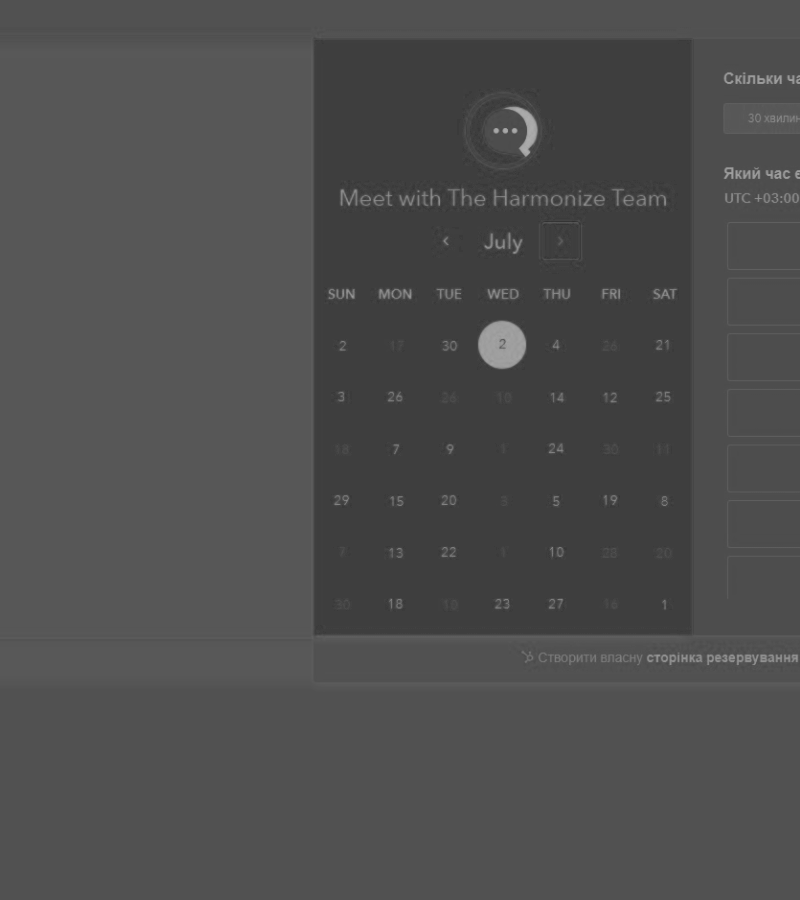 Meet with The Harmonize Team
July
SUN MON TUE WED THU FRI SAT
2 17 30 2 4 26 21
3 26 26 18 14 12 25
18 7 9 1 24 30 11
29 15 20 5 19 8
7 13 22 1 10 28 20
30 18 10 23 27 16 1
Скільки
30
Який час
UTC +03:00
Створити власну сторінка резервування